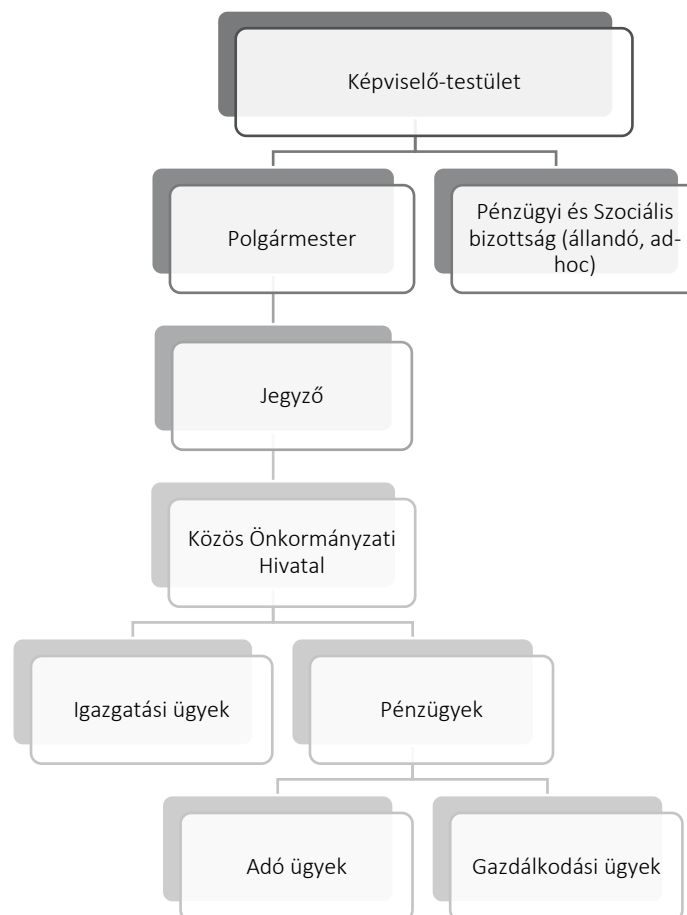 Képviselő-testület
Polgármester
Pénzügyi és Szociális
bizottság (állandó, ad-
hoc)
Jegyző
Közös Önkormányzati
Hivatal
Igazgatási ügyek
Pénzügyek
Adó ügyek
Gazdálkodási ügyek